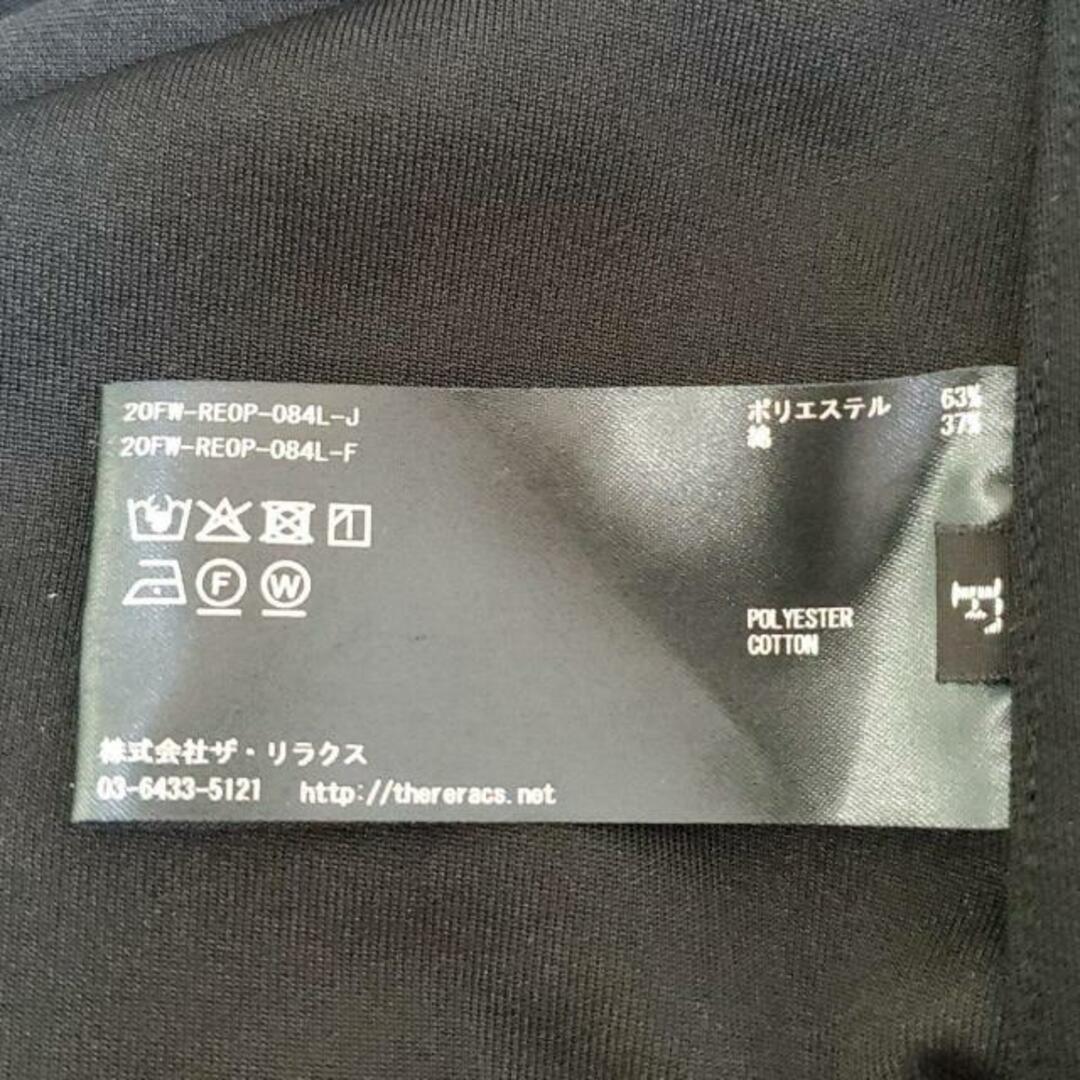 20FW-REOP-084L-J
20FW-REOP-084L-F
ポリエステル 63%
綿 37%
F W
POLYESTER
COTTON
株式会社ザ・リラクス
03-6433-5121 http://thereracs.net